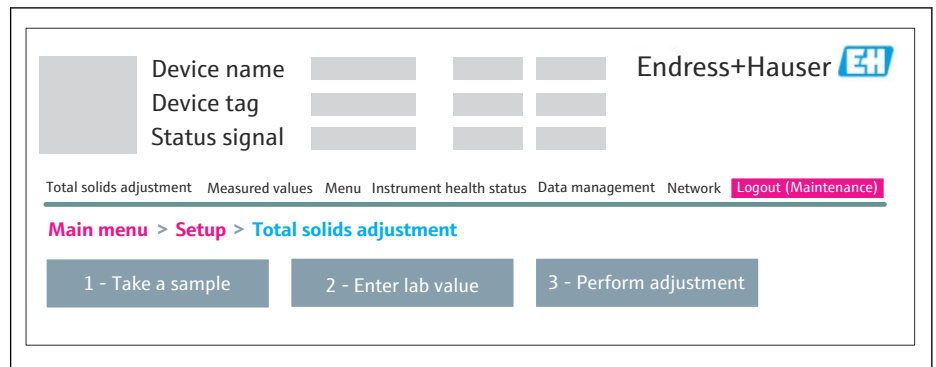 Device name
Endress+Hauser EH
Device tag
Status signal
Total solids adjustment Measured values Menu Instrument health status Data management Network Logout (Maintenance)
Main menu > Setup > Total solids adjustment
1 - Take a sample 2 - Enter lab value 3 - Perform adjustment